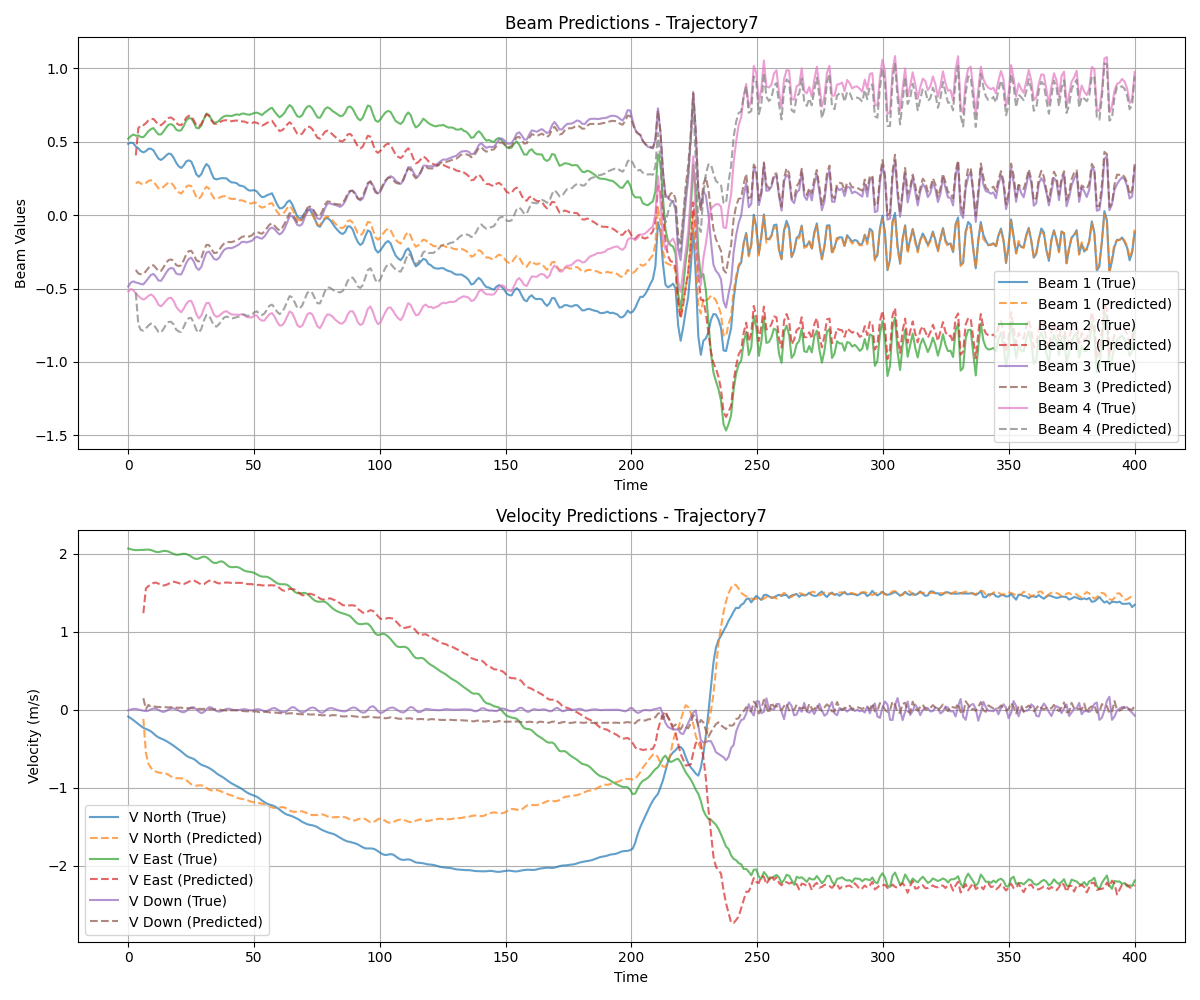 Beam Predictions - Trajectory7
Beam Values
1.0
0.5
0.0
−0.5
−1.0
−1.5
Beam 1 (True)
Beam 1 (Predicted)
Beam 2 (True)
Beam 2 (Predicted)
Beam 3 (True)
Beam 3 (Predicted)
Beam 4 (True)
Beam 4 (Predicted)
0 50 100 150 200 250 300 350 400
Time
Velocity Predictions - Trajectory7
Velocity (m/s)
2
1
0
−1
−2
V North (True)
V North (Predicted)
V East (True)
V East (Predicted)
V Down (True)
V Down (Predicted)
0 50 100 150 200 250 300 350 400
Time